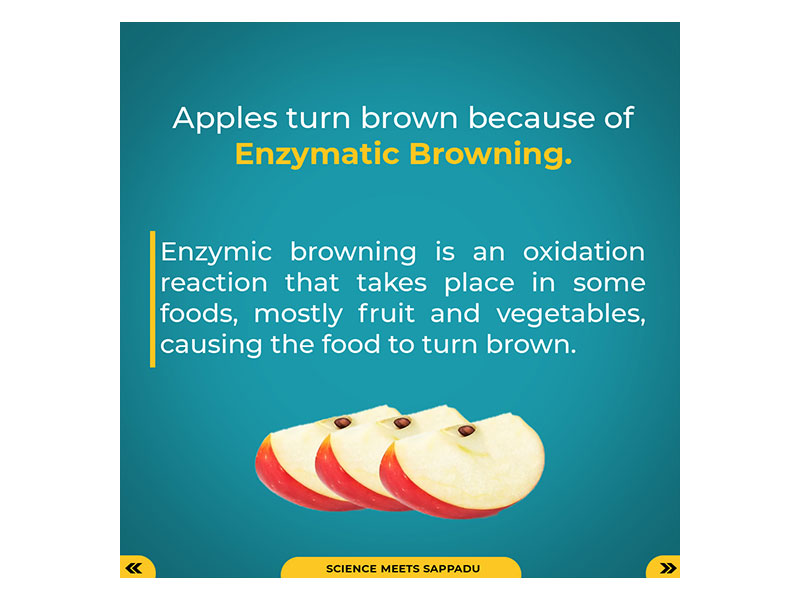 Apples turn brown because of
Enzymatic Browning.
Enzymic browning is an oxidation
reaction that takes place in some
foods, mostly fruit and vegetables,
causing the food to turn brown.
SCIENCE MEETS SAPPADU